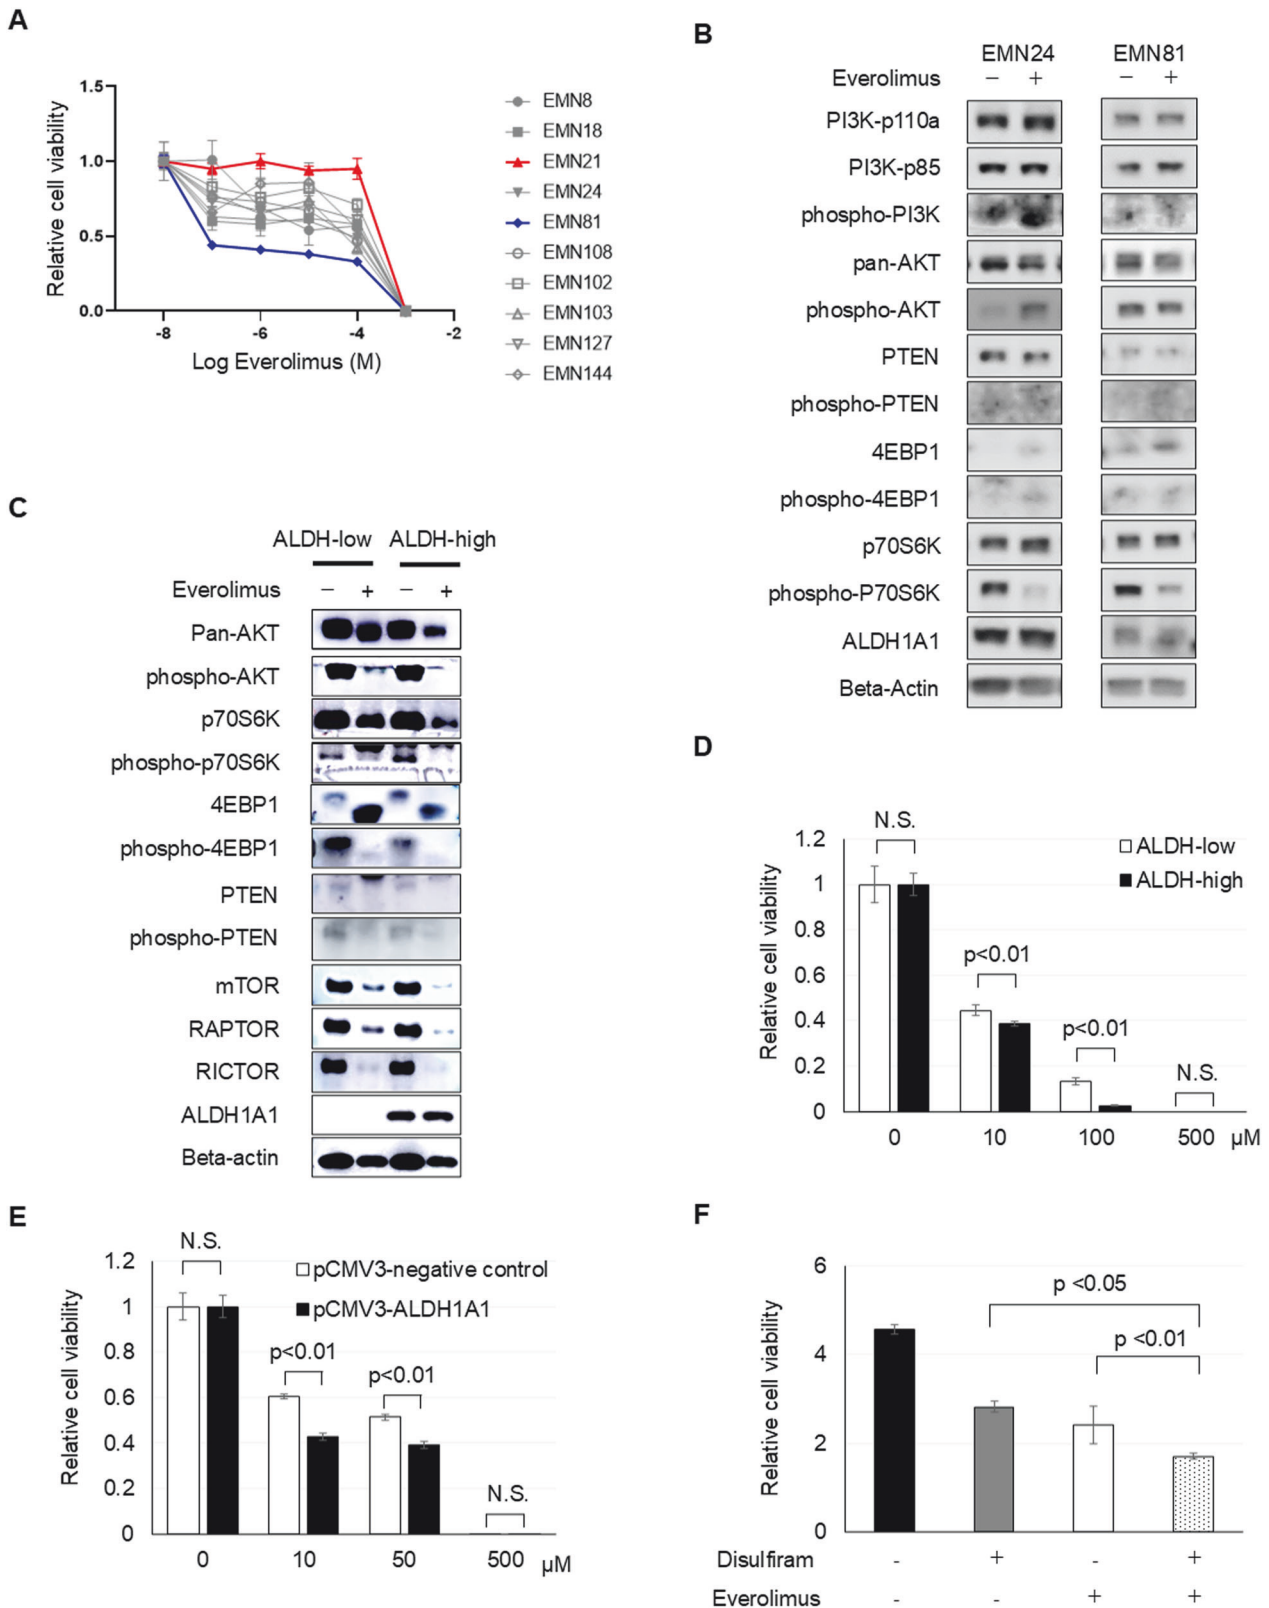 A
1.5
1.0
0.5
0.0
-8
-6
-4
-2
Relative cell viability
Log Everolimus (M)
EMN8
EMN18
EMN21
EMN24
EMN81
EMN108
EMN102
EMN103
EMN127
EMN144
B
EMN24 EMN81
Everolimus − + − +
PI3K-p110a
PI3K-p85
phospho-PI3K
pan-AKT
phospho-AKT
PTEN
phospho-PTEN
4EBP1
phospho-4EBP1
p70S6K
phospho-P70S6K
ALDH1A1
Beta-Actin
C
ALDH-low ALDH-high
Everolimus − + − +
Pan-AKT
phospho-AKT
p70S6K
phospho-p70S6K
4EBP1
phospho-4EBP1
PTEN
phospho-PTEN
mTOR
RAPTOR
RICTOR
ALDH1A1
Beta-actin
D
Relative cell viability
1.2
1
0.8
0.6
0.4
0.2
0
N.S.
p<0.01
p<0.01
N.S.
ALDH-low
ALDH-high
0 10 100 500 µM
E
Relative cell viability
1.2
1
0.8
0.6
0.4
0.2
0
N.S.
p<0.01
p<0.01
N.S.
pCMV3-negative control
pCMV3-ALDH1A1
0 10 50 500 µM
F
Relative cell viability
6
4
2
0
p <0.05
p <0.01
Disulfiram - + - +
Everolimus - - + +